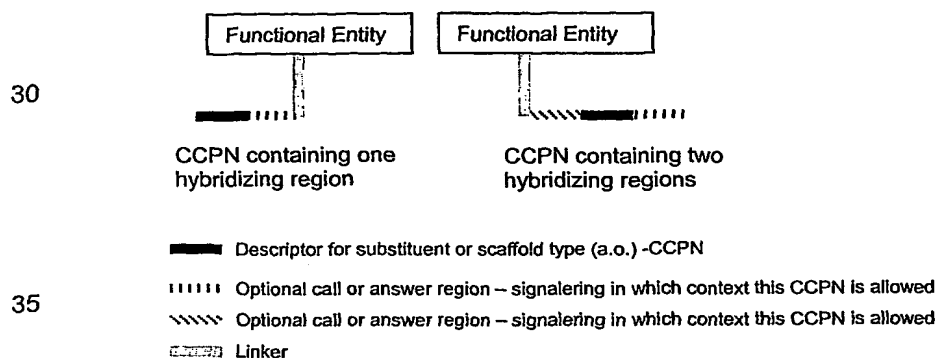 Functional Entity Functional Entity
30
CCPN containing one CCPN containing two
hybridizing region hybridizing regions
Descriptor for substituent or scaffold type (a.o.) -CCPN
35 Optional call or answer region – signalering in which context this CCPN is allowed
Optional call or answer region – signalering in which context this CCPN is allowed
Linker